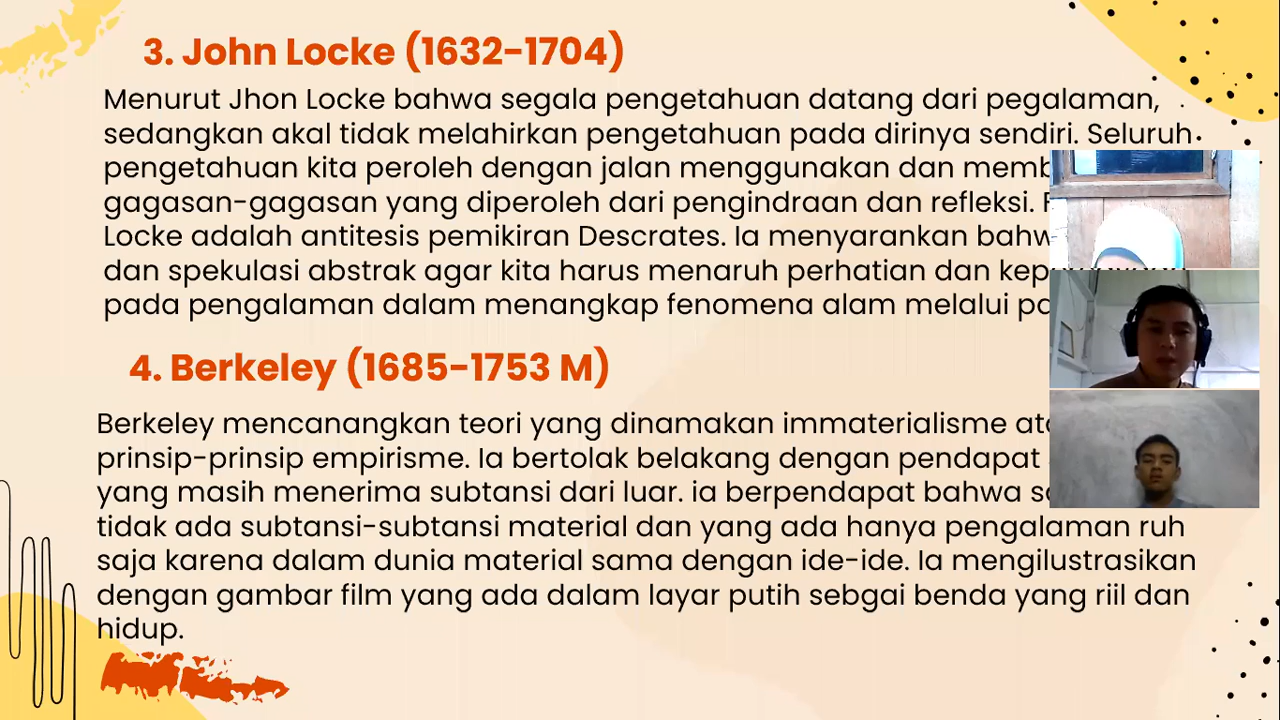 3. John Locke (1632-1704)
Menurut Jhon Locke bahwa segala pengetahuan datang dari pegalaman,
sedangkan akal tidak melahirkan pengetahuan pada dirinya sendiri. Seluruh
pengetahuan kita peroleh dengan jalan menggunakan dan
gagasan-gagasan yang diperoleh dari pengindraan dan refleksi.
Locke adalah antitesis pemikiran Descrates. Ia menyarankan
dan spekulasi abstrak agar kita harus menaruh perhatian dan
pada pengalaman dalam menangkap fenomena alam melalui
4. Berkeley (1685-1753 M)
Berkeley mencanangkan teori yang dinamakan immaterialisme
prinsip-prinsip empirisme. Ia bertolak belakang dengan pendapat
yang masih menerima subtansi dari luar. ia berpendapat bahwa
tidak ada subtansi-subtansi material dan yang ada hanya pengalaman ruh
saja karena dalam dunia material sama dengan ide-ide. Ia mengilustrasikan
dengan gambar film yang ada dalam layar putih sebgai benda yang riil dan
hidup.